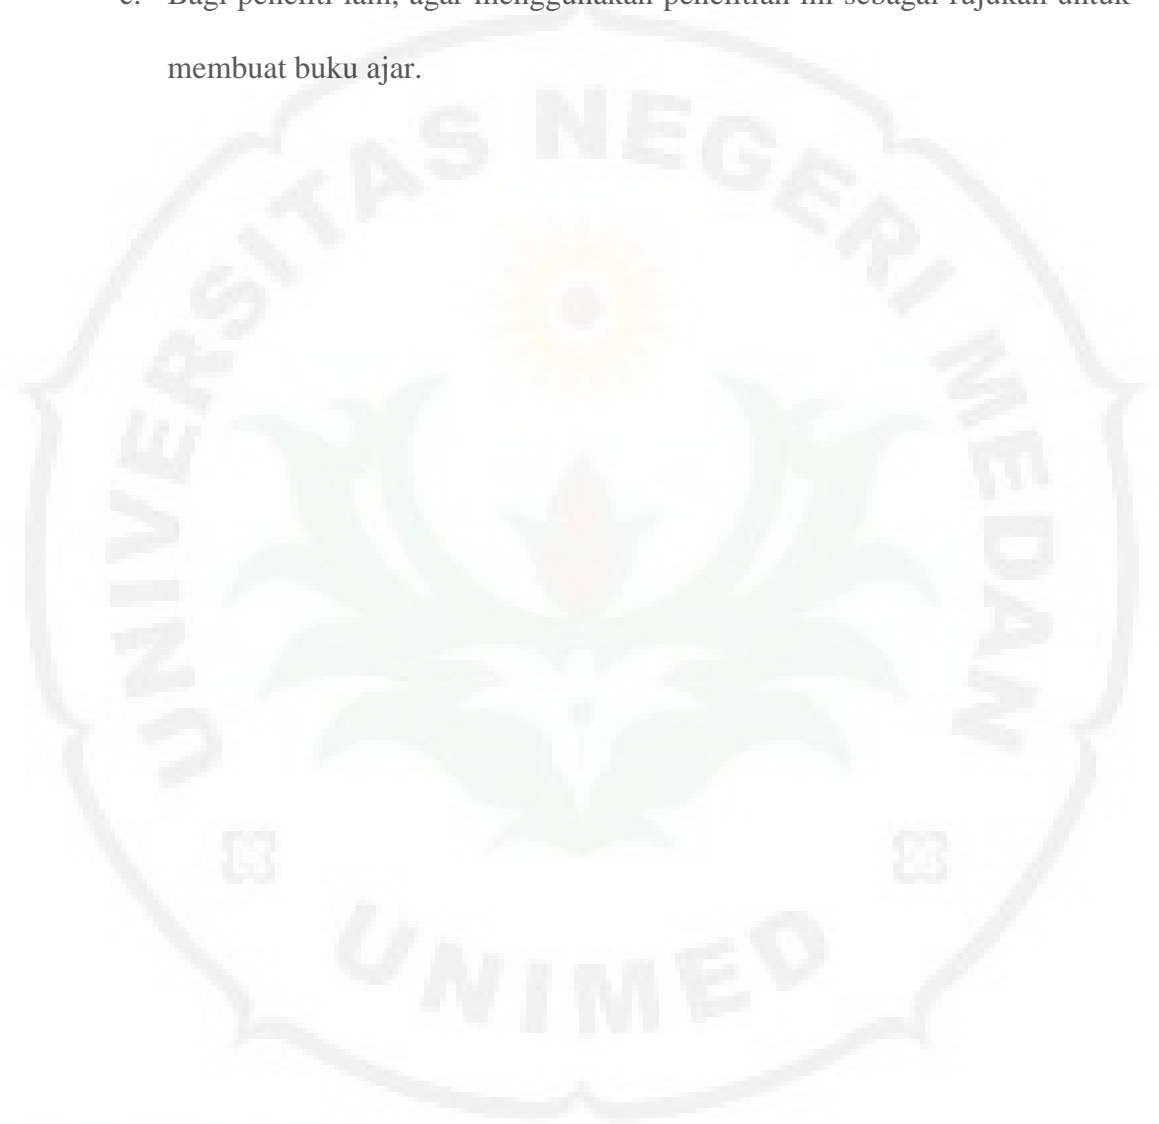 c. Bagi peneliti lain, agar menggunakan penelitian ini sebagai rujukan untuk
membuat buku ajar.
UNIVERSITAS NEGERI MEDAN
UNIMED